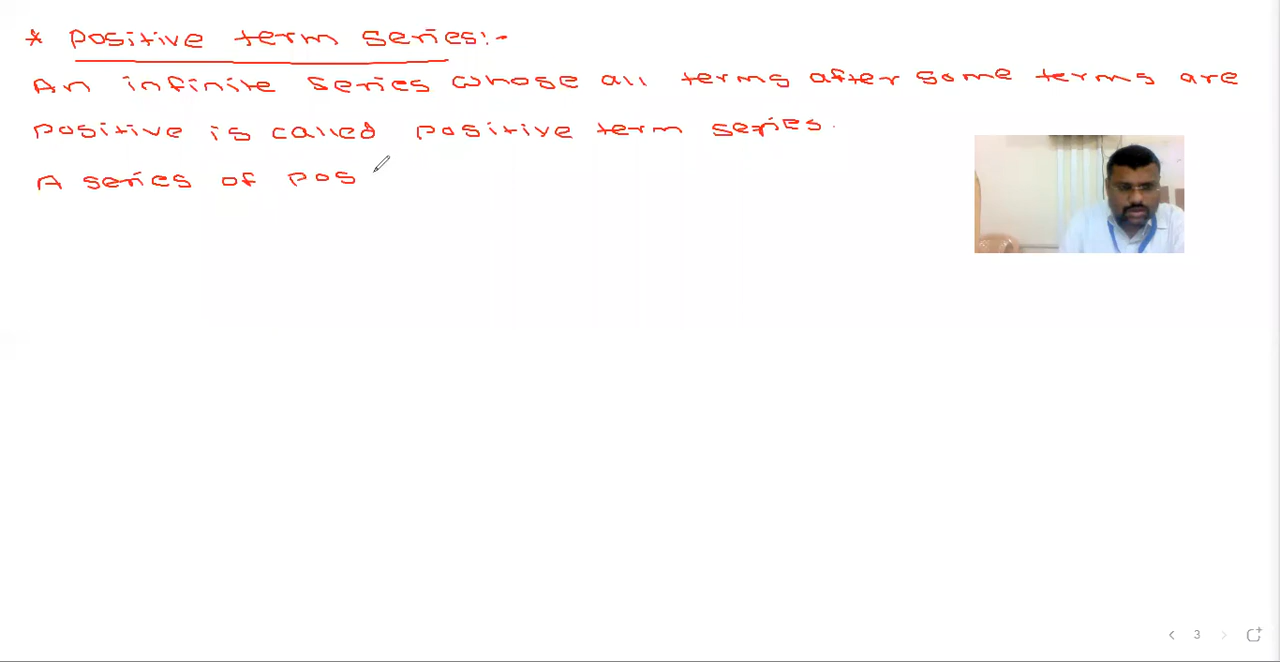 * Positive term series:-
An infinite series whose all terms after some terms are
positive is called positive term series.
A series of pos
3